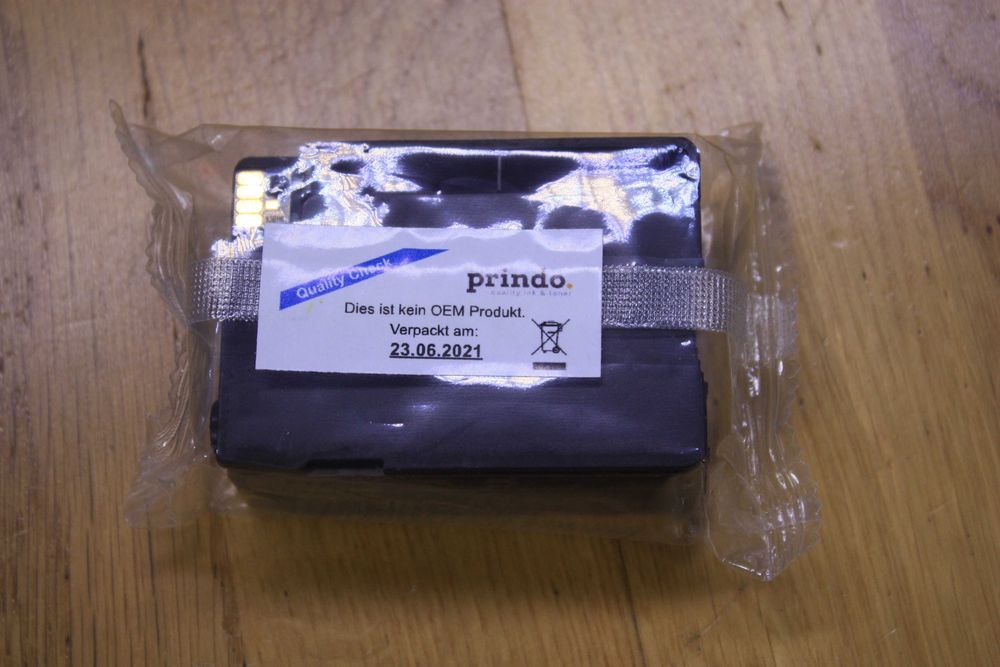 Quality Check
prindo.
quality ink & toner
Dies ist kein OEM Produkt.
Verpackt am:
23.06.2021